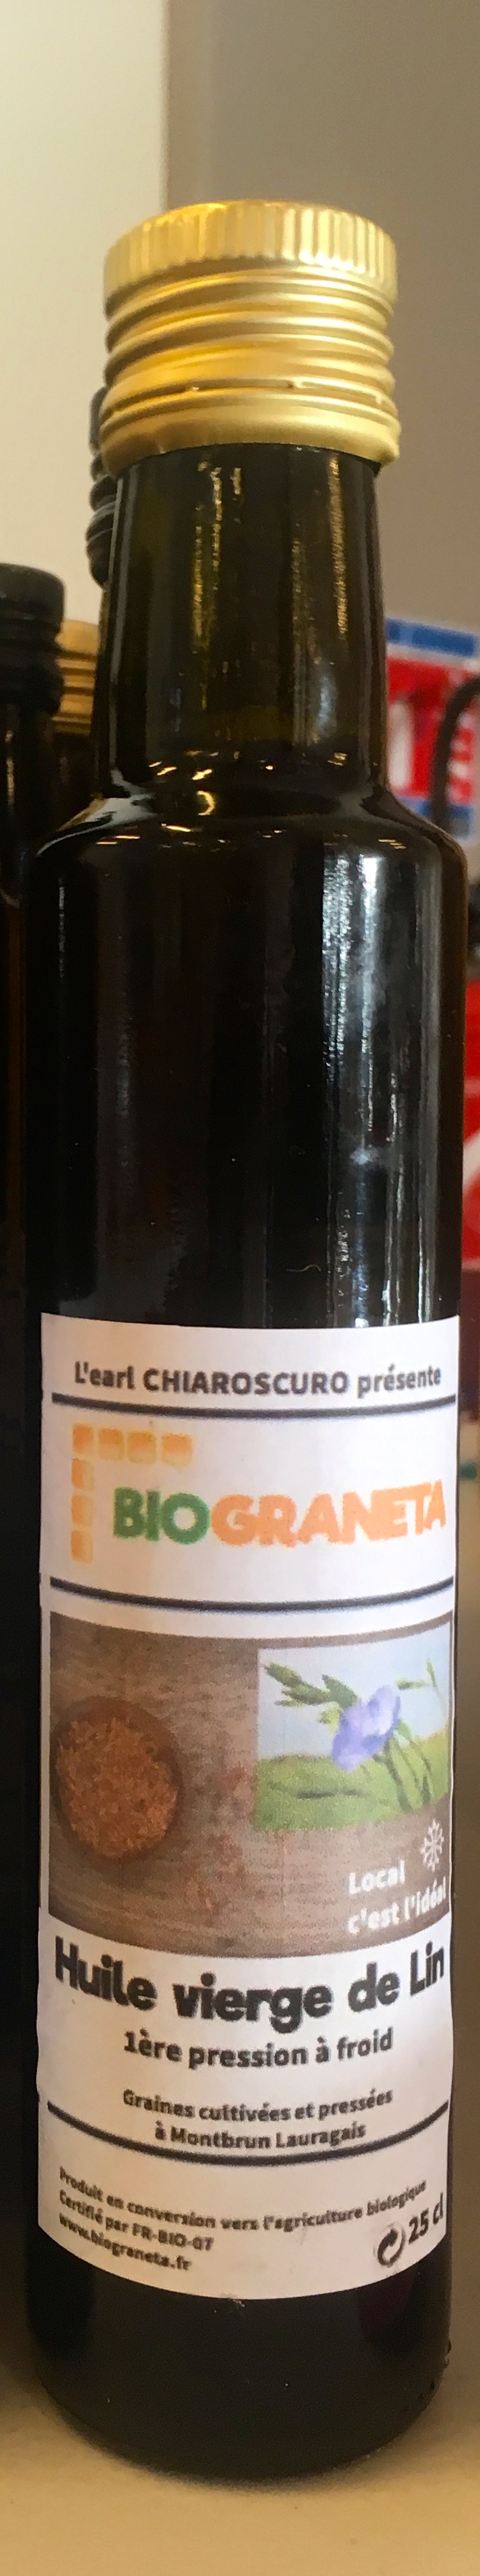 L'earl CHIAROSCURO présente
BIOGRANETA
Local
c'est l'idéal
Huile vierge de Lin
1ère pression à froid
Graines cultivées et pressées
à Montbrun Lauragais
Produit en conversion vers l'agriculture biologique
Certifié par FR-BIO-07
www.biograneta.fr
25 cl